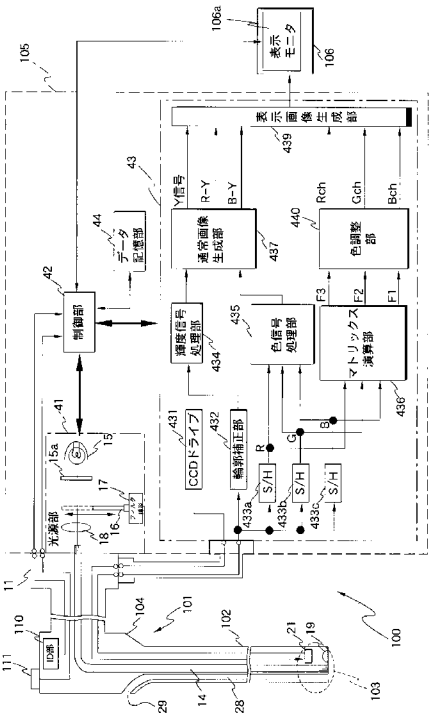 106a
表示モニタ
106
105
表示画像生成部
439
43
Y信号
R-Y
B-Y
Rch
Gch
Bch
通常画像生成部
437
440
色調整部
F3
F2
F1
44
データ記憶部
42
制御部
輝度信号処理部
434
435
色信号処理部
マトリックス演算部
436
431
CCDドライブ
432
輪郭補正部
R
G
B
433a
S/H
433b
S/H
433c
S/H
41
15a
15
光源部
17
16
18
11
104
101
110
ID部
111
102
100
21
19
14
28
29
103